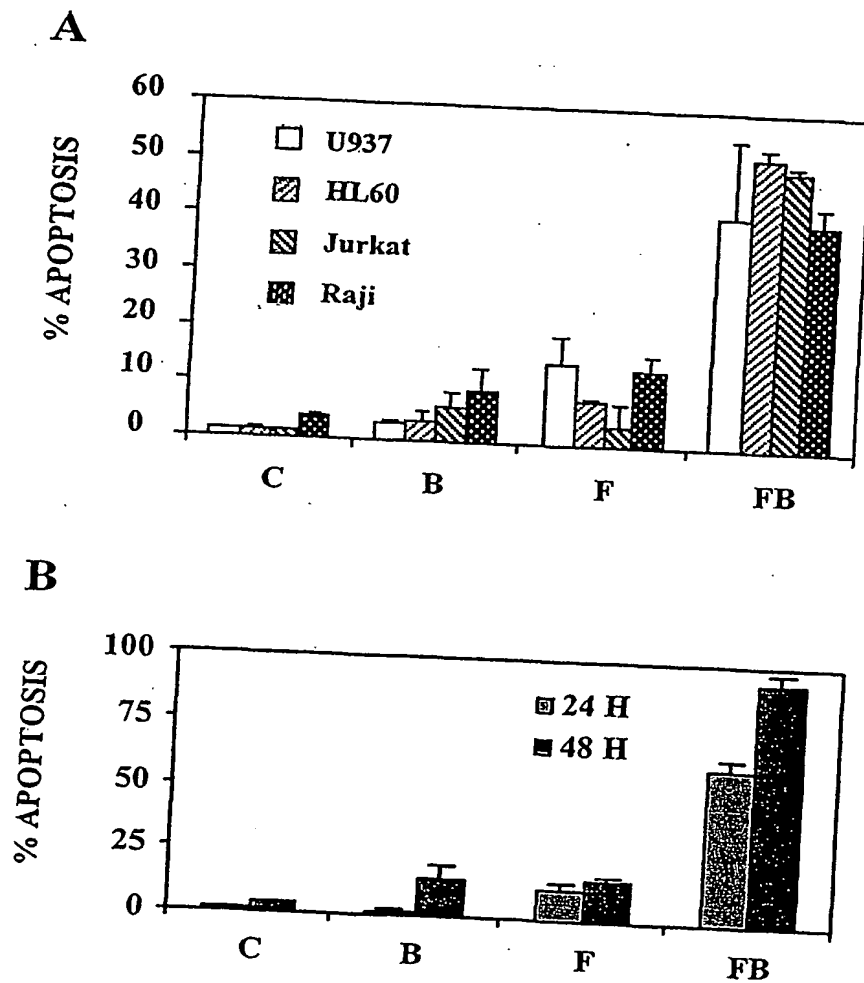 A
% APOPTOSIS
60
50
40
30
20
10
0
U937
HL60
Jurkat
Raji
C B F FB
B
% APOPTOSIS
100
75
50
25
0
24 H
48 H
C B F FB